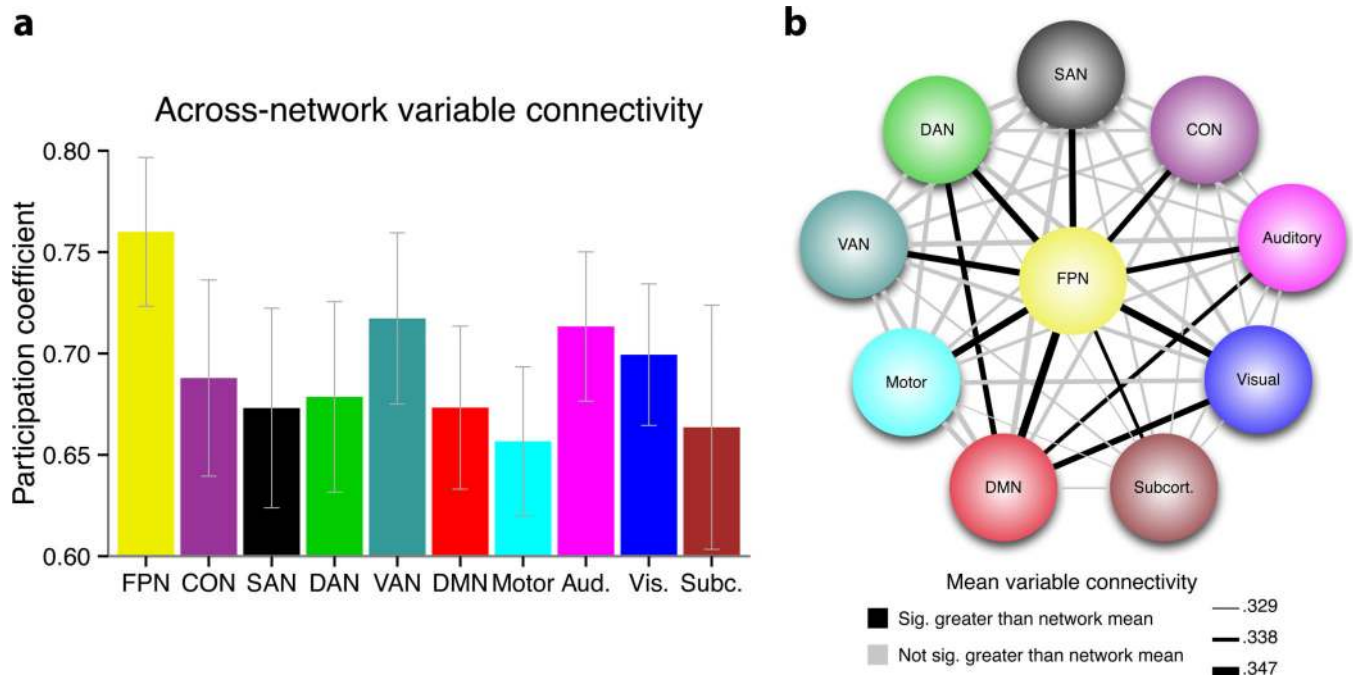 a
Across-network variable connectivity
Participation coefficient
0.80
0.75
0.70
0.65
0.60
FPN CON SAN DAN VAN DMN Motor Aud. Vis. Subc.
b
SAN
DAN
CON
VAN
Auditory
FPN
Motor
Visual
DMN
Subcort.
Mean variable connectivity
Sig. greater than network mean
Not sig. greater than network mean
.329
.338
.347